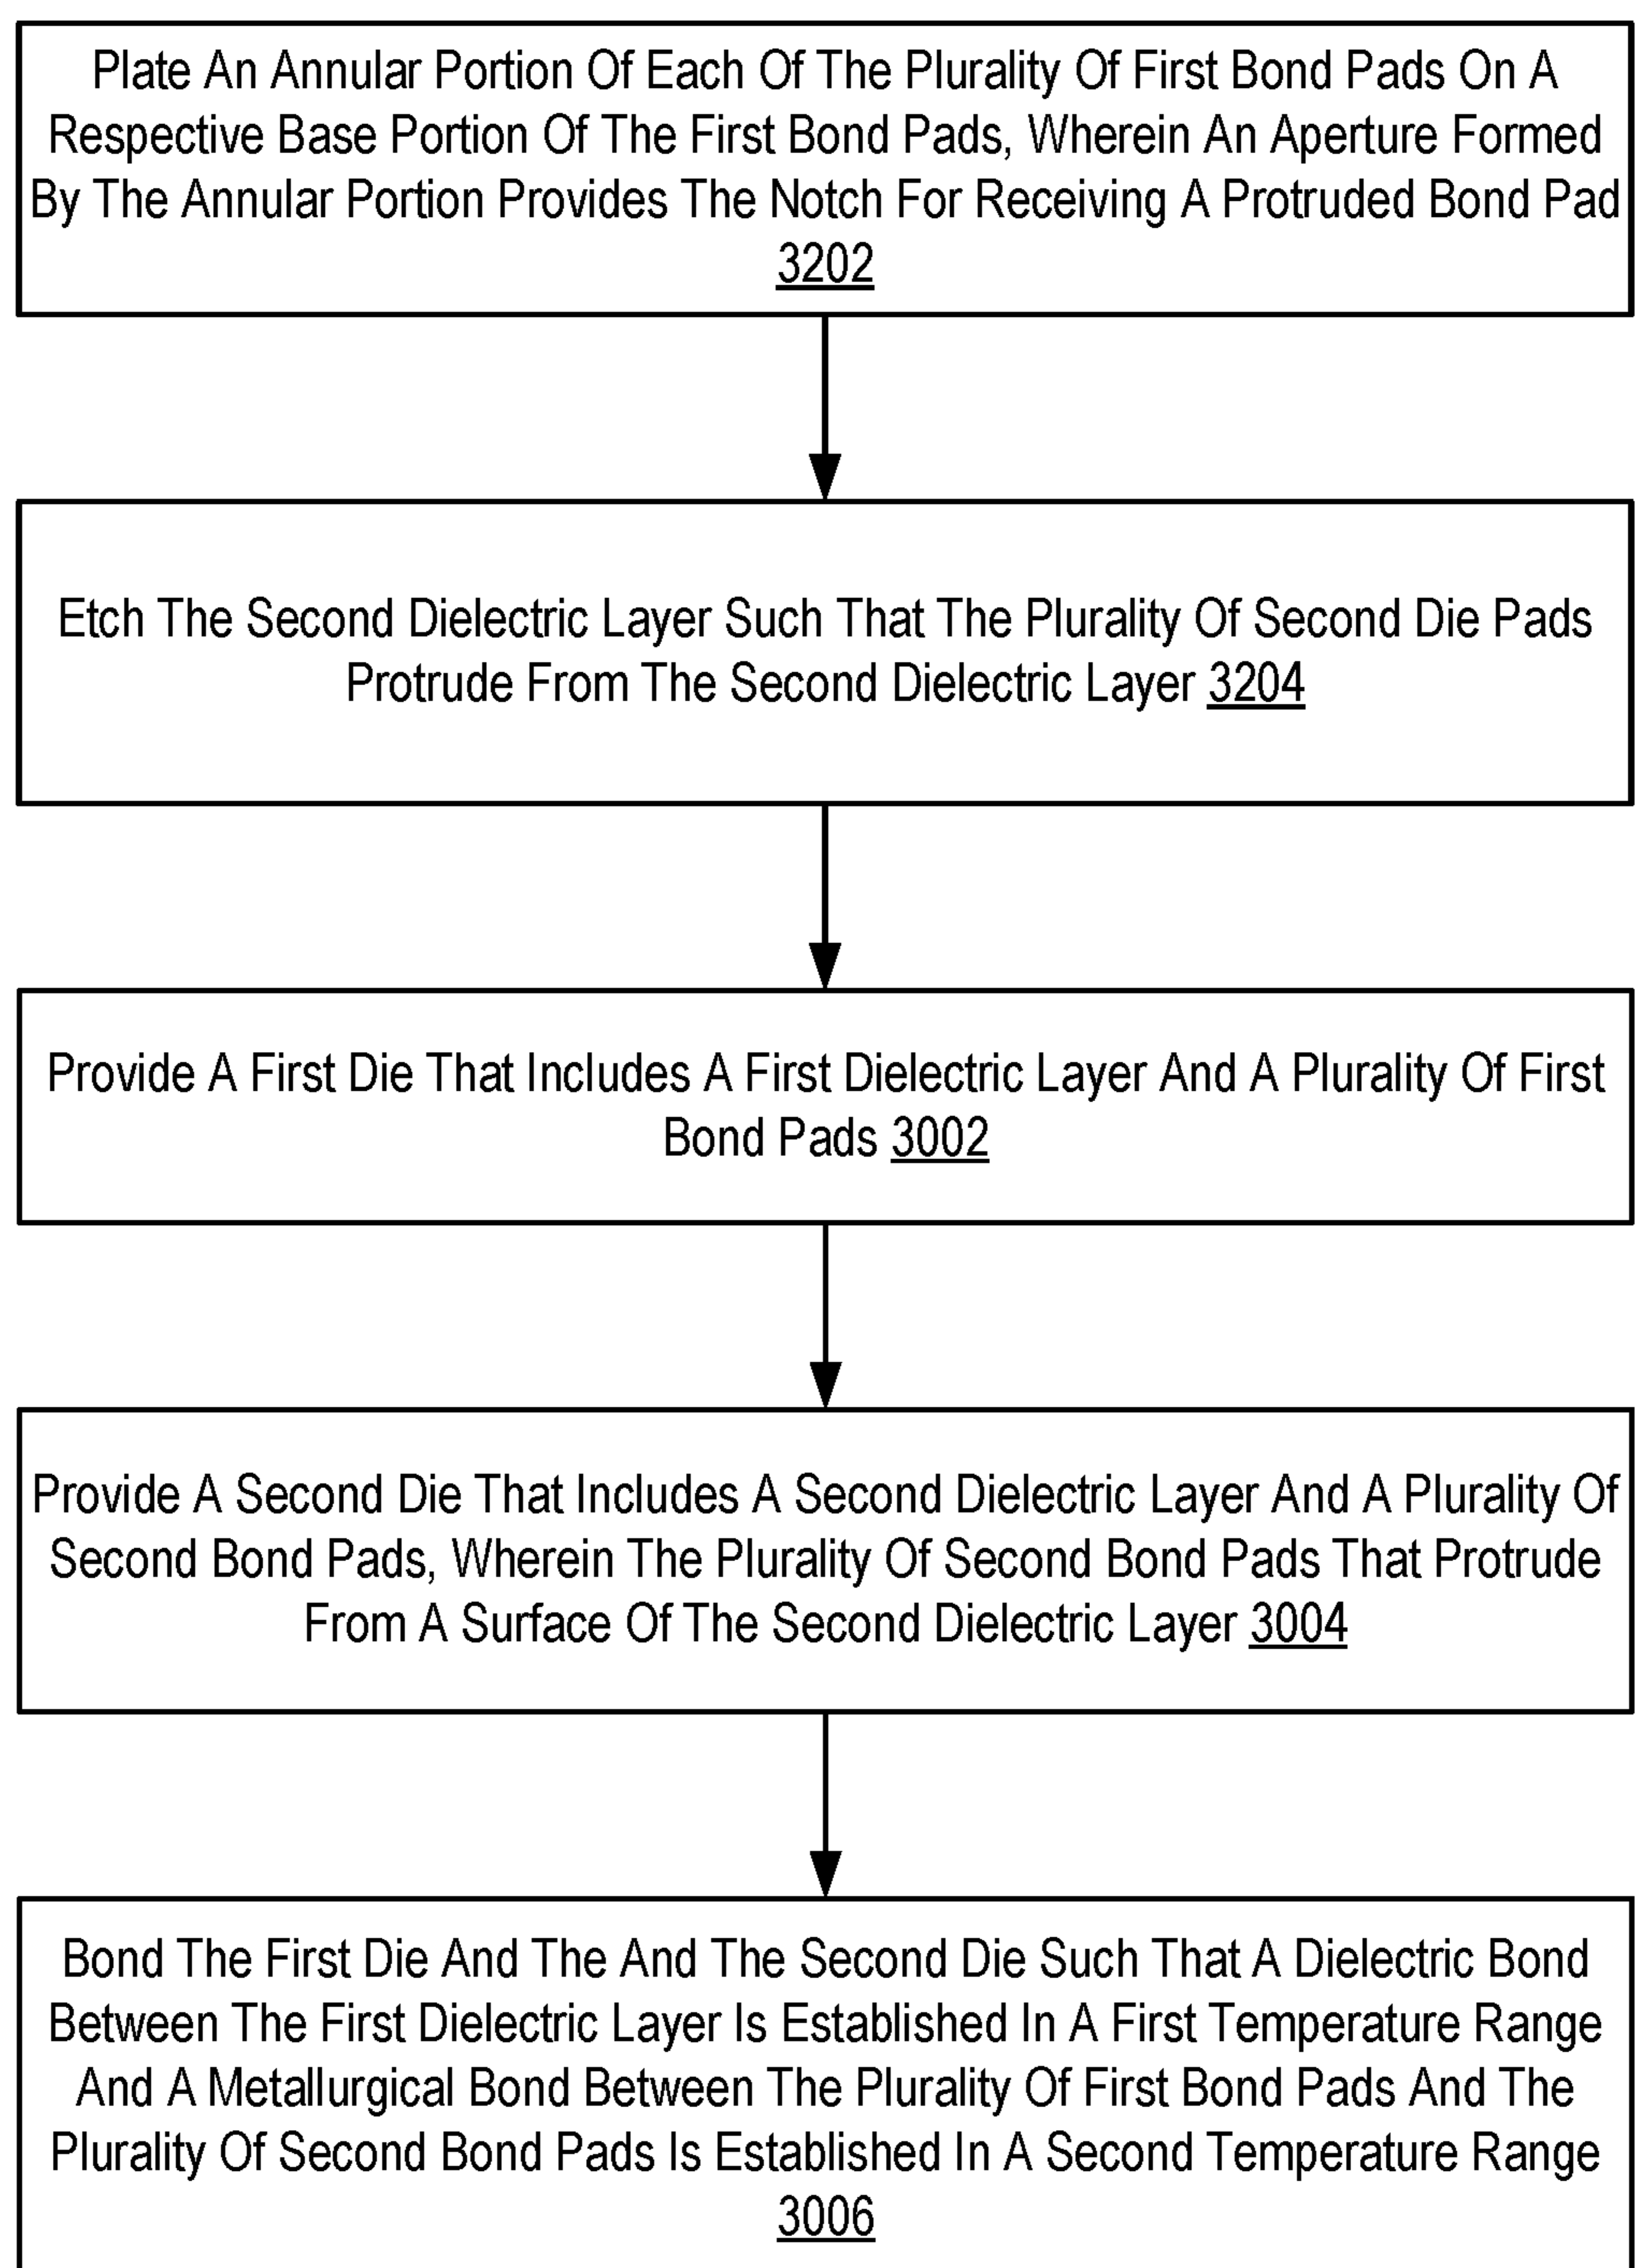 Plate An Annular Portion Of Each Of The Plurality Of First Bond Pads On A
Respective Base Portion Of The First Bond Pads, Wherein An Aperture Formed
By The Annular Portion Provides The Notch For Receiving A Protruded Bond Pad
3202
Etch The Second Dielectric Layer Such That The Plurality Of Second Die Pads
Protrude From The Second Dielectric Layer 3204
Provide A First Die That Includes A First Dielectric Layer And A Plurality Of First
Bond Pads 3002
Provide A Second Die That Includes A Second Dielectric Layer And A Plurality Of
Second Bond Pads, Wherein The Plurality Of Second Bond Pads That Protrude
From A Surface Of The Second Dielectric Layer 3004
Bond The First Die And The And The Second Die Such That A Dielectric Bond
Between The First Dielectric Layer Is Established In A First Temperature Range
And A Metallurgical Bond Between The Plurality Of First Bond Pads And The
Plurality Of Second Bond Pads Is Established In A Second Temperature Range
3006